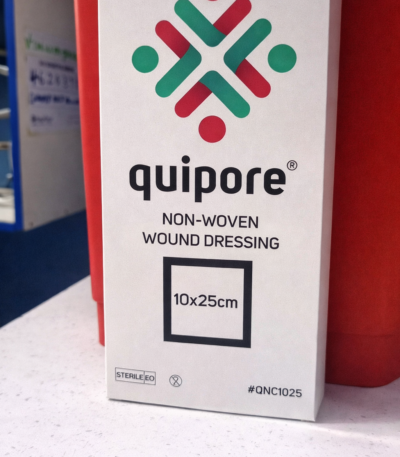 quipore®
NON-WOVEN
WOUND DRESSING
10x25cm
STERILE EO
#QNC1025